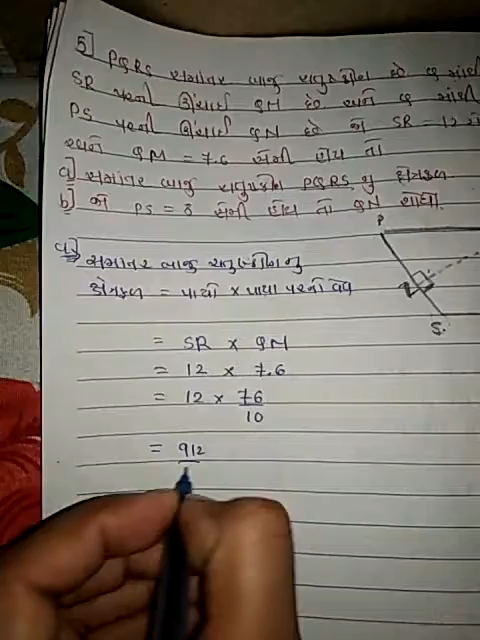 5] PQRS સમાંતર બાજુ ચતુષ્કોણ છે Q માંથી
SR પરનો ઊંચાઈ QM છે અને Q માંથી
PS પરની ઊંચાઈ QN છે જો SR = 12 સે
અને QM = 7.6 સેમી હોય તો
a] સમાંતર બાજુ ચતુષ્કોણ PQRS નુ ક્ષેત્રફળ
b] જો PS = 8 સેમી હોય તો QN શોધો
P
a] સમાંતર બાજુ ચતુષ્કોણનુ
ક્ષેત્રફળ = પાયો × પાયા પરનો વેધ
N
S
= SR × QM
= 12 × 7.6
= 12 × 76
10
= 912